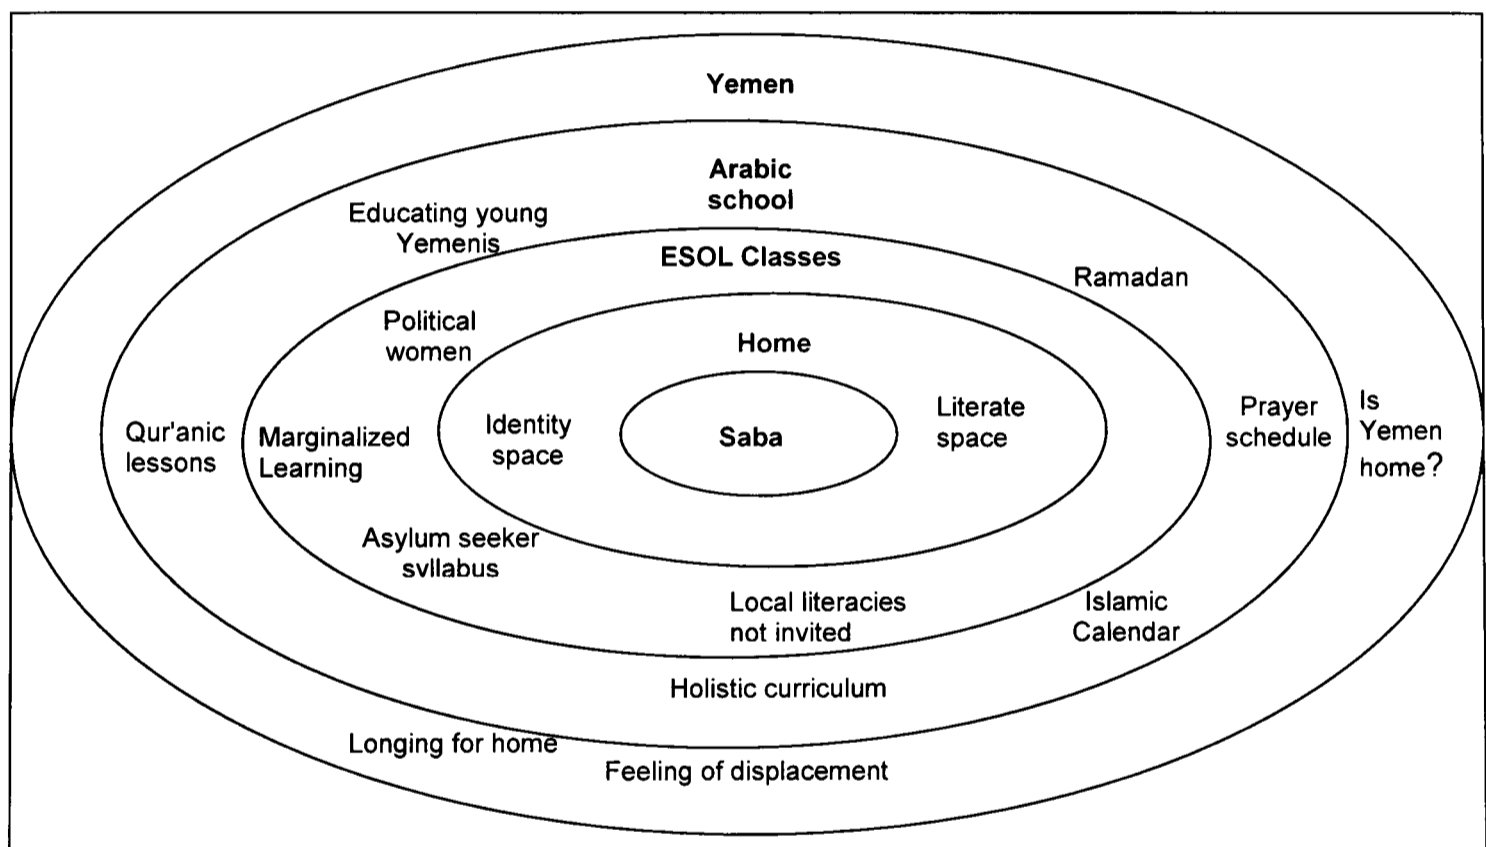 Yemen
Arabic
school
Educating young
Yemenis
ESOL Classes
Ramadan
Political
women
Home
Qur'anic
lessons
Marginalized
Learning
Identity
space
Saba
Literate
space
Prayer
schedule
Is
Yemen
home?
Asylum seeker
svllabus
Local literacies
not invited
Islamic
Calendar
Holistic curriculum
Longing for home
Feeling of displacement